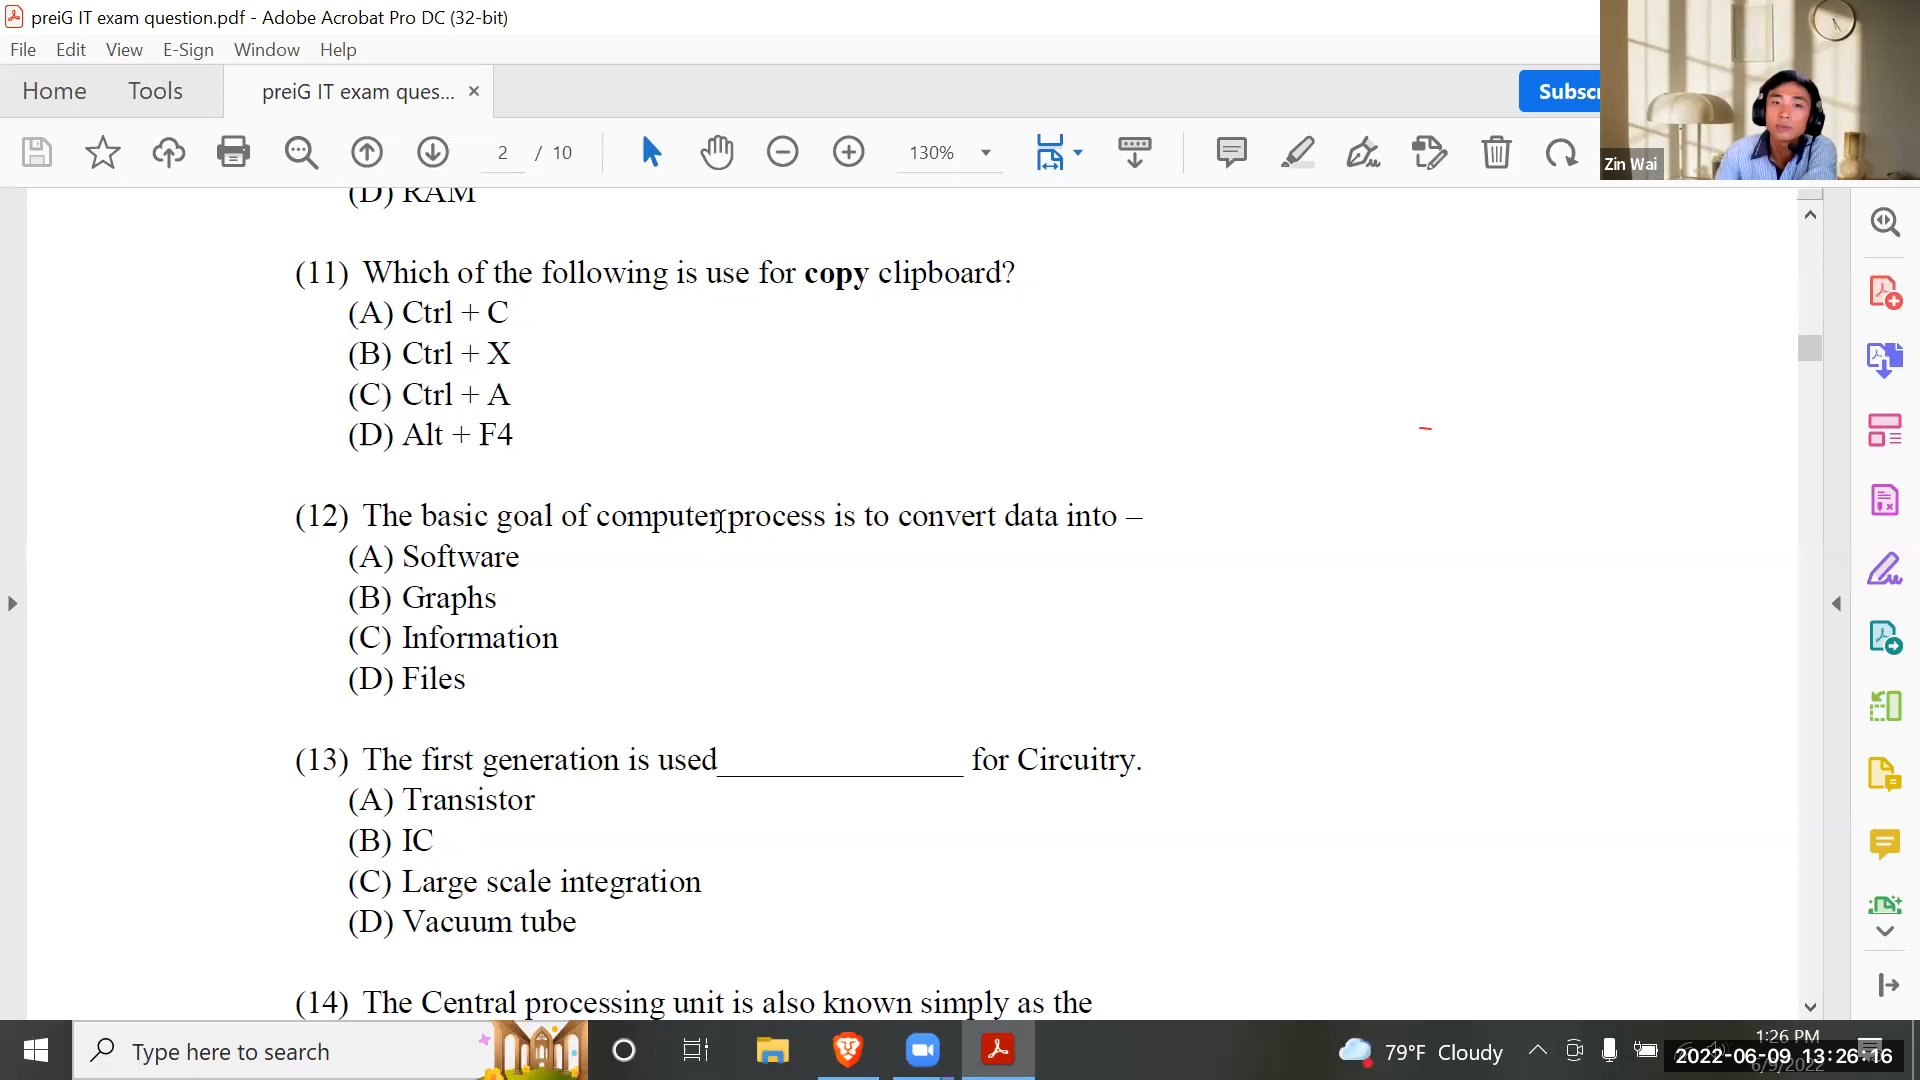 preiG IT exam question.pdf - Adobe Acrobat Pro DC (32-bit)
File Edit View E-Sign Window Help
Home Tools preiG IT exam ques... × Subscr
2 / 10 130%
Zin Wai
(D) RAM
(11) Which of the following is use for copy clipboard?
(A) Ctrl + C
(B) Ctrl + X
(C) Ctrl + A
(D) Alt + F4
(12) The basic goal of computer process is to convert data into –
(A) Software
(B) Graphs
(C) Information
(D) Files
(13) The first generation is used_______________ for Circuitry.
(A) Transistor
(B) IC
(C) Large scale integration
(D) Vacuum tube
(14) The Central processing unit is also known simply as the
Type here to search
79°F Cloudy
1:26 PM
2022-06-09 13:26:16
6/9/2022